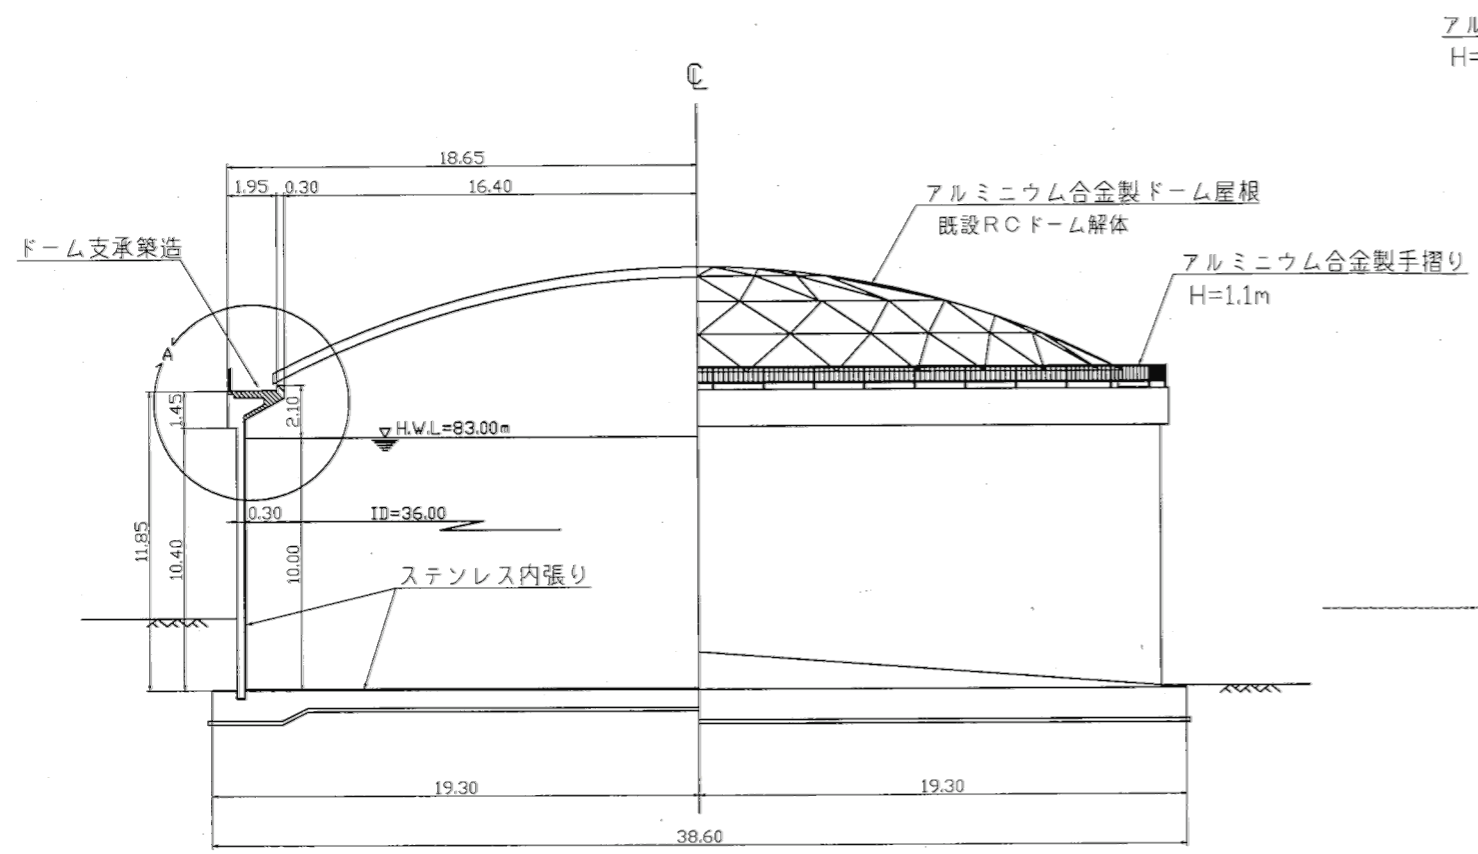 アル
H=
℄
18.65
1.95
0.30
16.40
アルミニウム合金製ドーム屋根
既設RCドーム解体
ドーム支承築造
アルミニウム合金製手摺り
H=1.1m
A
1.45
2.10
H.W.L=83.00m
0.30
ID=36.00
11.85
10.40
10.00
ステンレス内張り
19.30
19.30
38.60